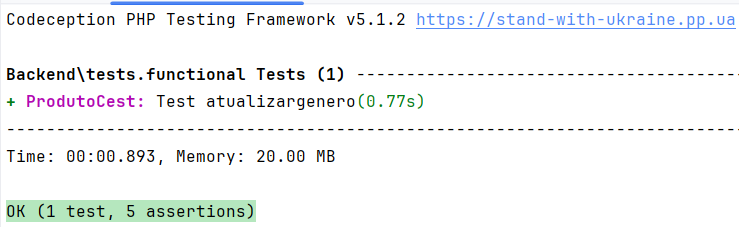 Codeception PHP Testing Framework v5.1.2 https://stand-with-ukraine.pp.ua
Backend\tests.functional Tests (1) ---------------------------------------
+ ProdutoCest: Test atualizargenero(0.77s)
--------------------------------------------------------------------------
Time: 00:00.893, Memory: 20.00 MB
OK (1 test, 5 assertions)